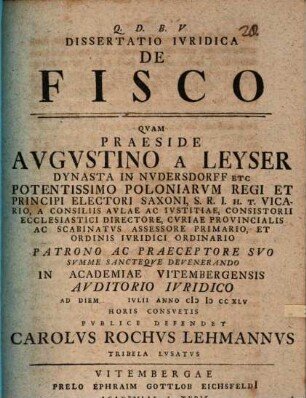 Q. D. B. V
20.
DISSERTATIO IVRIDICA
DE
FISCO
QVAM
PRAESIDE
AVGVSTINO A LEYSER
DYNASTA IN NVDERSDORFF ETC
POTENTISSIMO POLONIARVM REGI ET
PRINCIPI ELECTORI SAXONI, S. R. I. H. T. VICA-
RIO, A CONSILIIS AVLAE AC IVSTITIAE, CONSISTORII
ECCLESIASTICI DIRECTORE, CVRIAE PROVINCIALIS
AC SCABINATVS ASSESSORE PRIMARIO, ET
ORDINIS IVRIDICI ORDINARIO
PATRONO AC PRAECEPTORE SVO
SVMME SANCTEQVE DEVENERANDO
IN ACADEMIAE VITEMBERGENSIS
AVDITORIO IVRIDICO
AD DIEM IVLII ANNO CIↃ IↃ CC XLV
HORIS CONSVETIS
PVBLICE DEFENDET
CAROLVS ROCHVS LEHMANNVS
TRIBELA LVSATVS
VITEMBERGAE
PRELO EPHRAIM GOTTLOB EICHSFELDI